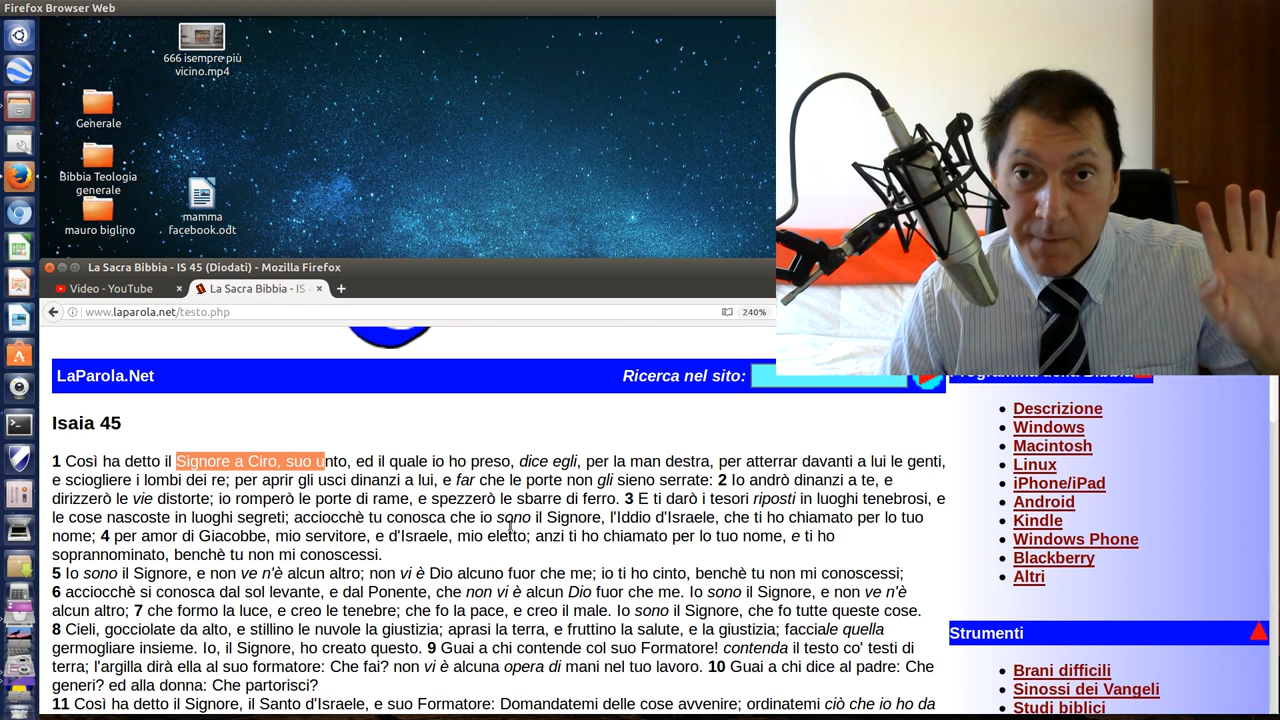 Firefox Browser Web
666 isempre più
vicino.mp4
Generale
Bibbia Teologia
generale
mamma
facebook.odt
mauro biglino
La Sacra Bibbia - IS 45 (Diodati) - Mozilla Firefox
Video - YouTube
La Sacra Bibbia - IS
www.laparola.net/testo.php
240%
LaParola.Net
Ricerca nel sito:
Isaia 45
1 Così ha detto il Signore a Ciro, suo unto, ed il quale io ho preso, dice egli, per la man destra, per atterrar davanti a lui le genti,
e sciogliere i lombi dei re; per aprir gli usci dinanzi a lui, e far che le porte non gli sieno serrate: 2 Io andrò dinanzi a te, e
dirizzerò le vie distorte; io romperò le porte di rame, e spezzerò le sbarre di ferro. 3 E ti darò i tesori riposti in luoghi tenebrosi, e
le cose nascoste in luoghi segreti; acciocchè tu conosca che io sono il Signore, l'Iddio d'Israele, che ti ho chiamato per lo tuo
nome; 4 per amor di Giacobbe, mio servitore, e d'Israele, mio eletto; anzi ti ho chiamato per lo tuo nome, e ti ho
soprannominato, benchè tu non mi conoscessi.
5 Io sono il Signore, e non ve n'è alcun altro; non vi è Dio alcuno fuor che me; io ti ho cinto, benchè tu non mi conoscessi;
6 acciocchè si conosca dal sol levante, e dal Ponente, che non vi è alcun Dio fuor che me. Io sono il Signore, e non ve n'è
alcun altro; 7 che formo la luce, e creo le tenebre; che fo la pace, e creo il male. Io sono il Signore, che fo tutte queste cose.
8 Cieli, gocciolate da alto, e stillino le nuvole la giustizia; aprasi la terra, e fruttino la salute, e la giustizia; facciale quella
germogliare insieme. Io, il Signore, ho creato questo. 9 Guai a chi contende col suo Formatore! contenda il testo co' testi di
terra; l'argilla dirà ella al suo formatore: Che fai? non vi è alcuna opera di mani nel tuo lavoro. 10 Guai a chi dice al padre: Che
generi? ed alla donna: Che partorisci?
11 Così ha detto il Signore, il Santo d'Israele, e suo Formatore: Domandatemi delle cose avvenire; ordinatemi ciò che io ho da
Descrizione
Windows
Macintosh
Linux
iPhone/iPad
Android
Kindle
Windows Phone
Blackberry
Altri
Strumenti
Brani difficili
Sinossi dei Vangeli
Studi biblici